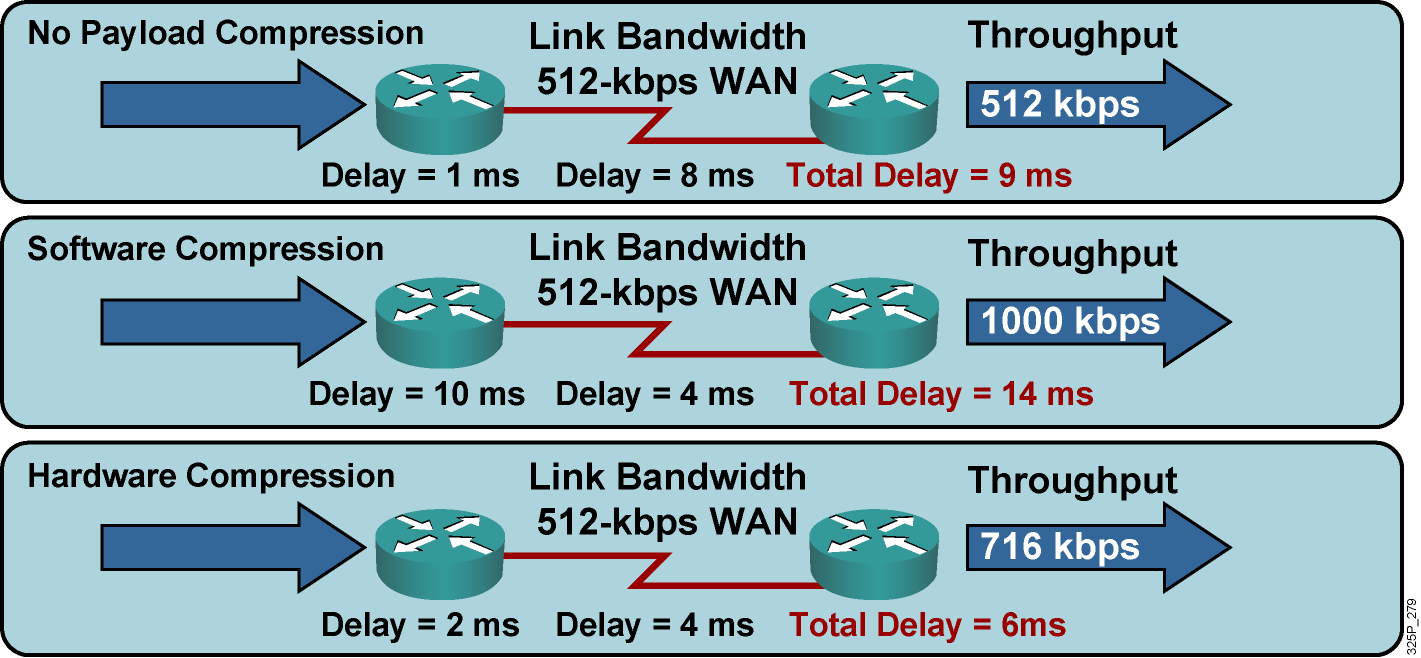 No Payload Compression
Link Bandwidth
512-kbps WAN
Throughput
512 kbps
Delay = 1 ms
Delay = 8 ms
Total Delay = 9 ms
Software Compression
Link Bandwidth
512-kbps WAN
Throughput
1000 kbps
Delay = 10 ms
Delay = 4 ms
Total Delay = 14 ms
Hardware Compression
Link Bandwidth
512-kbps WAN
Throughput
716 kbps
Delay = 2 ms
Delay = 4 ms
Total Delay = 6ms
325P_279